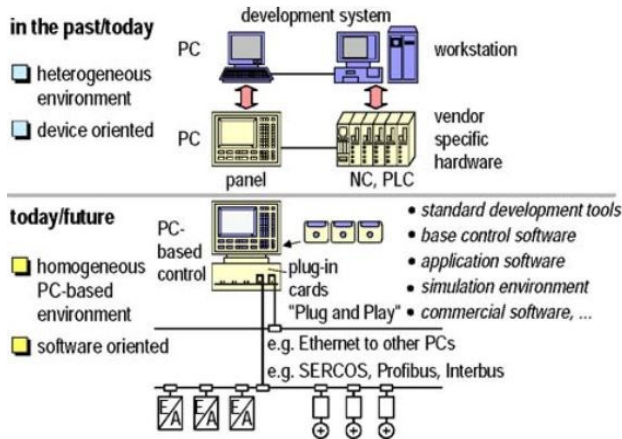 in the past/today
development system
PC
workstation
heterogeneous
environment
device oriented
PC
vendor
specific
hardware
panel
NC, PLC
today/future
PC-
based
control
plug-in
cards
"Plug and Play"
• standard development tools
• base control software
• application software
• simulation environment
• commercial software, ...
homogeneous
PC-based
environment
software oriented
e.g. Ethernet to other PCs
e.g. SERCOS, Profibus, Interbus
E/A
E/A
E/A